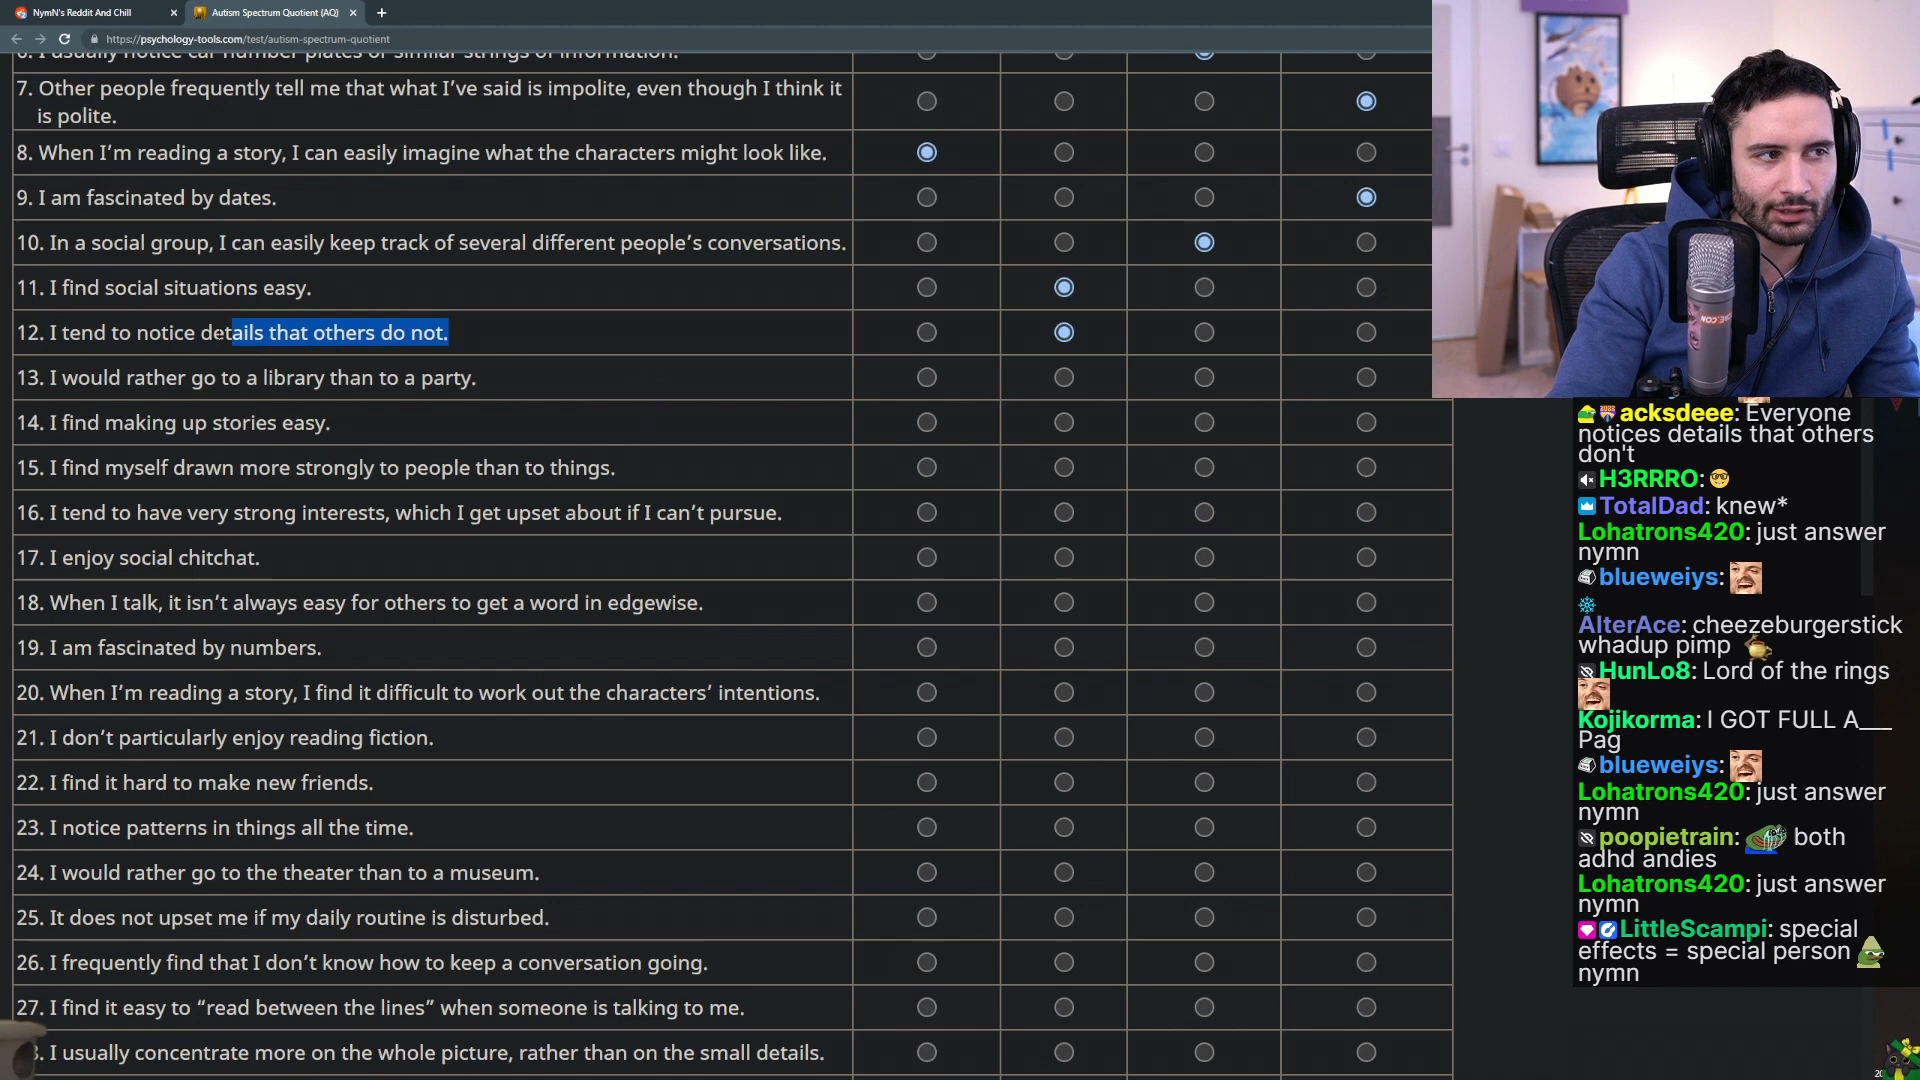 NymN's Reddit And Chill
Autism Spectrum Quotient (AQ)
https://psychology-tools.com/test/autism-spectrum-quotient
6. I usually notice car number plates or similar strings of information.
7. Other people frequently tell me that what I’ve said is impolite, even though I think it
is polite.
8. When I’m reading a story, I can easily imagine what the characters might look like.
9. I am fascinated by dates.
10. In a social group, I can easily keep track of several different people’s conversations.
11. I find social situations easy.
12. I tend to notice details that others do not.
13. I would rather go to a library than to a party.
14. I find making up stories easy.
15. I find myself drawn more strongly to people than to things.
16. I tend to have very strong interests, which I get upset about if I can’t pursue.
17. I enjoy social chitchat.
18. When I talk, it isn’t always easy for others to get a word in edgewise.
19. I am fascinated by numbers.
20. When I’m reading a story, I find it difficult to work out the characters’ intentions.
21. I don’t particularly enjoy reading fiction.
22. I find it hard to make new friends.
23. I notice patterns in things all the time.
24. I would rather go to the theater than to a museum.
25. It does not upset me if my daily routine is disturbed.
26. I frequently find that I don’t know how to keep a conversation going.
27. I find it easy to “read between the lines” when someone is talking to me.
8. I usually concentrate more on the whole picture, rather than on the small details.
acksdeee: Everyone
notices details that others
don't
H3RRRO:
TotalDad: knew*
Lohatrons420: just answer
nymn
blueweiys:
AlterAce: cheezeburgerstick
whadup pimp
HunLo8: Lord of the rings
Kojikorma: I GOT FULL A___
Pag
blueweiys:
Lohatrons420: just answer
nymn
poopietrain: both
adhd andies
Lohatrons420: just answer
nymn
LittleScampi: special
effects = special person
nymn